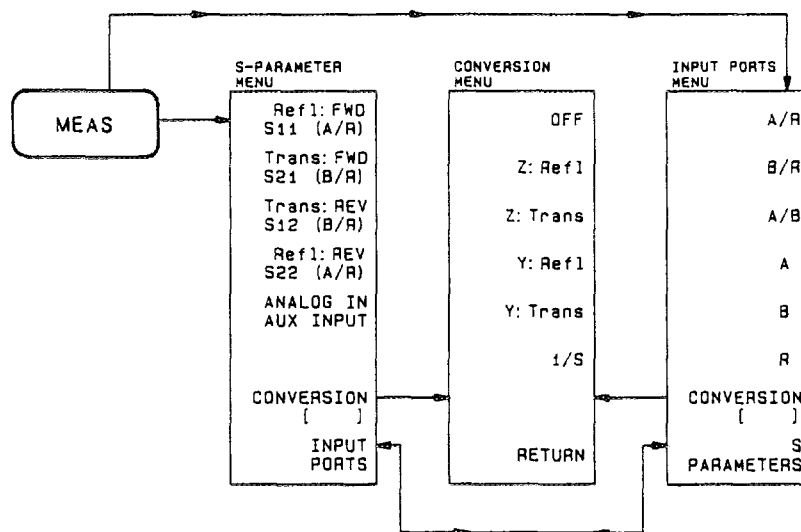 MEAS
S-PARAMETER
MENU
Refl: FWD
S11 (A/R)
Trans: FWD
S21 (B/R)
Trans: REV
S12 (B/R)
Refl: REV
S22 (A/R)
ANALOG IN
AUX INPUT
CONVERSION
[ ]
INPUT
PORTS
CONVERSION
MENU
OFF
Z: Refl
Z: Trans
Y: Refl
Y: Trans
1/S
RETURN
INPUT PORTS
MENU
A/R
B/R
A/B
A
B
R
CONVERSION
[ ]
S
PARAMETERS